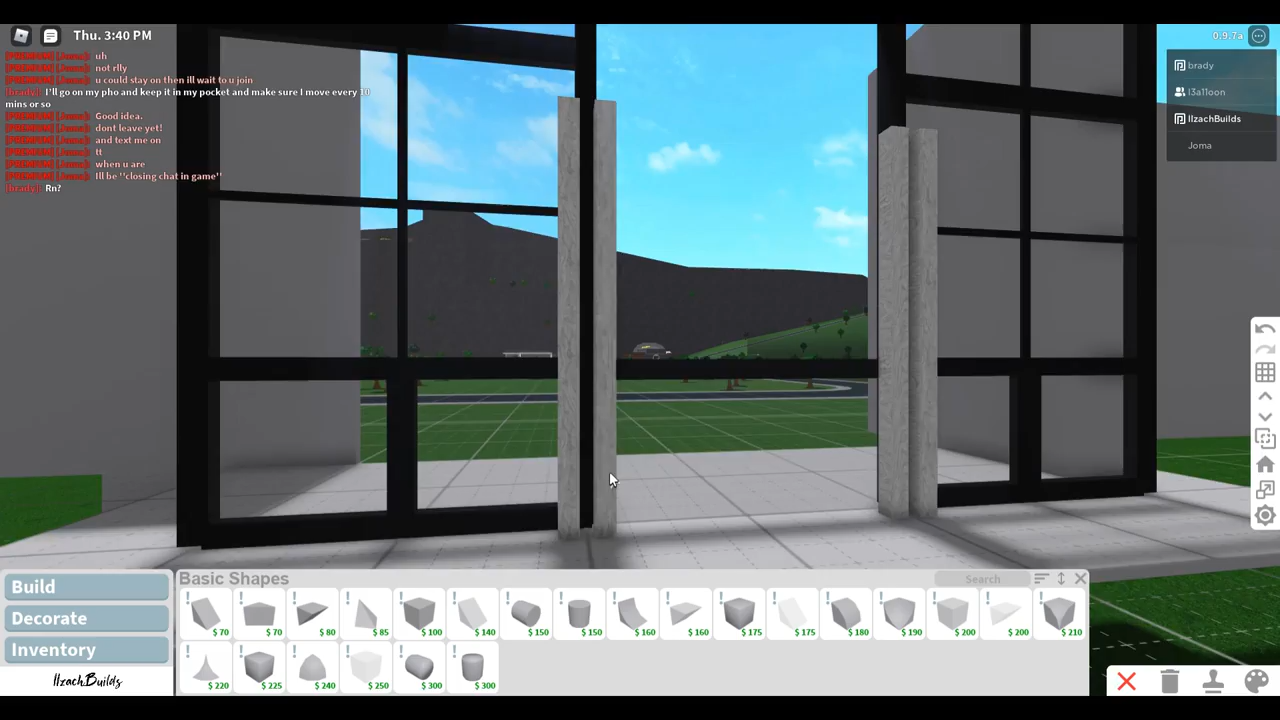 Thu. 3:40 PM
0.9.7a
[PREMIUM] [Joma]: uh
[PREMIUM] [Joma]: not rlly
[PREMIUM] [Joma]: u could stay on then ill wait to u join
[brady]: I'll go on my pho and keep it in my pocket and make sure I move every 10
mins or so
[PREMIUM] [Joma]: Good idea.
[PREMIUM] [Joma]: dont leave yet!
[PREMIUM] [Joma]: and text me on
[PREMIUM] [Joma]: tt
[PREMIUM] [Joma]: when u are
[PREMIUM] [Joma]: Ill be "closing chat in game"
[brady]: Rn?
brady
l3a11oon
IlzachBuilds
Joma
Build
Decorate
Inventory
IlzachBuilds
Basic Shapes
Search
$ 70
$ 70
$ 80
$ 85
$ 100
$ 140
$ 150
$ 150
$ 160
$ 160
$ 175
$ 175
$ 180
$ 190
$ 200
$ 200
$ 210
$ 220
$ 225
$ 240
$ 250
$ 300
$ 300